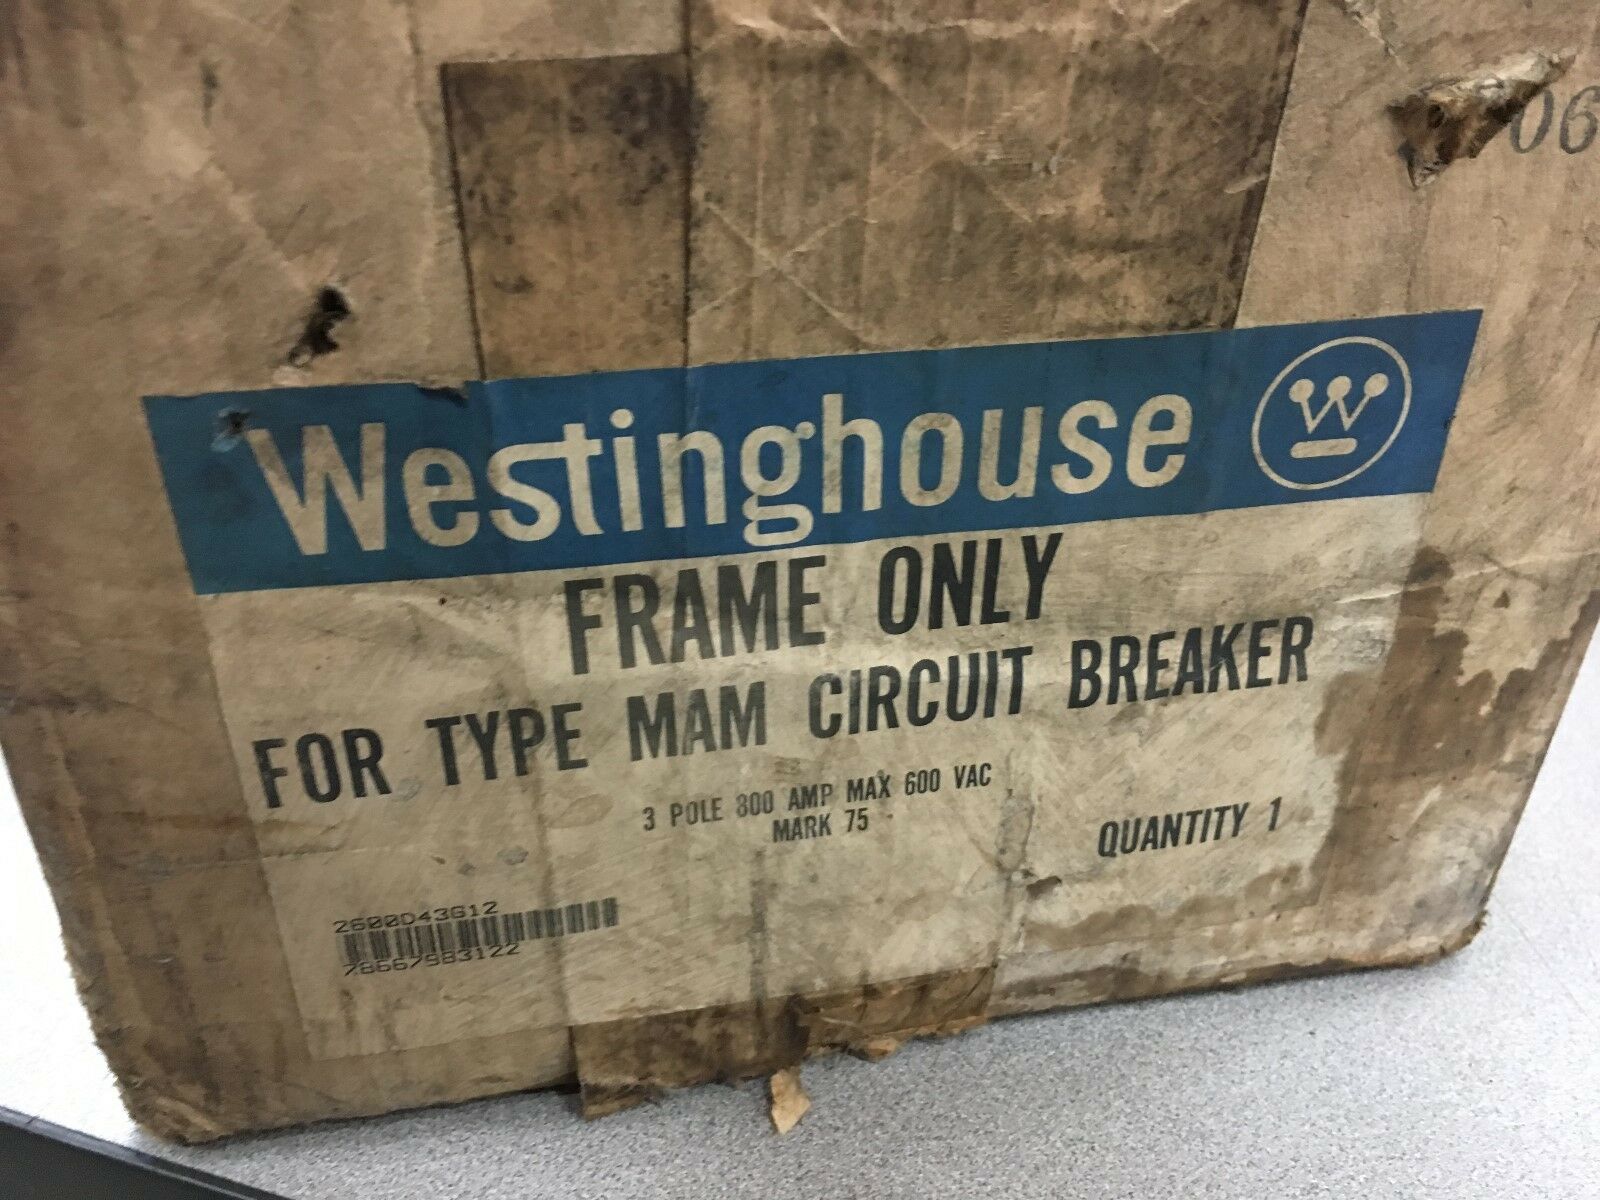 06
Westinghouse W
FRAME ONLY
FOR TYPE MAM CIRCUIT BREAKER
3 POLE 800 AMP MAX 600 VAC
MARK 75
QUANTITY 1
2600D43G12
78667983122